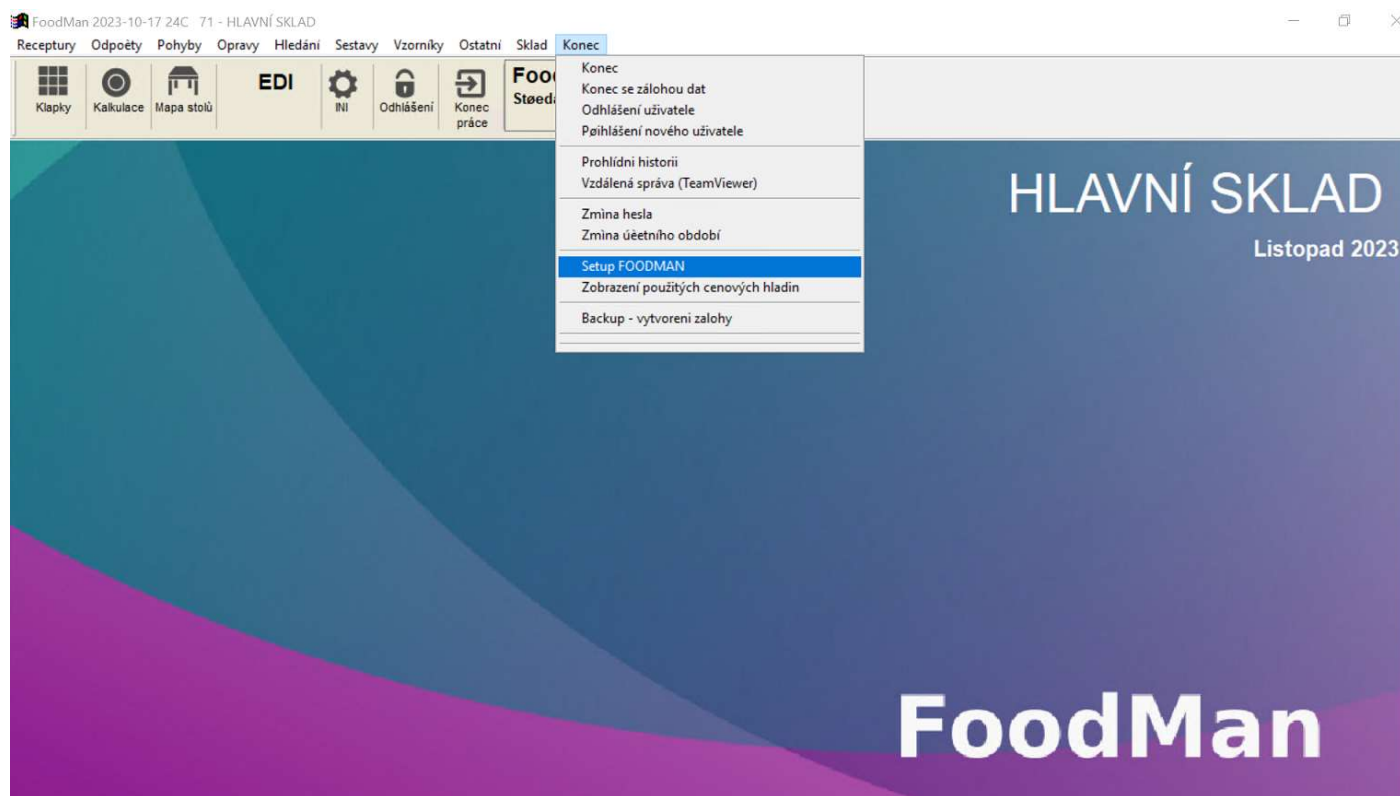 FoodMan 2023-10-17 24C 71 - HLAVNÍ SKLAD
Receptury Odpoèty Pohyby Opravy Hledání Sestavy Vzorníky Ostatní Sklad Konec
Klapky
Kalkulace
Mapa stolù
EDI
INI
Odhlášení
Konec
práce
Konec
Konec se zálohou dat
Odhlášení uživatele
Pøihlášení nového uživatele
Prohlídni historii
Vzdálená správa (TeamViewer)
Zmìna hesla
Zmìna úèetního období
Setup FOODMAN
Zobrazení použitých cenových hladin
Backup - vytvoreni zalohy
HLAVNÍ SKLAD
Listopad 2023
FoodMan